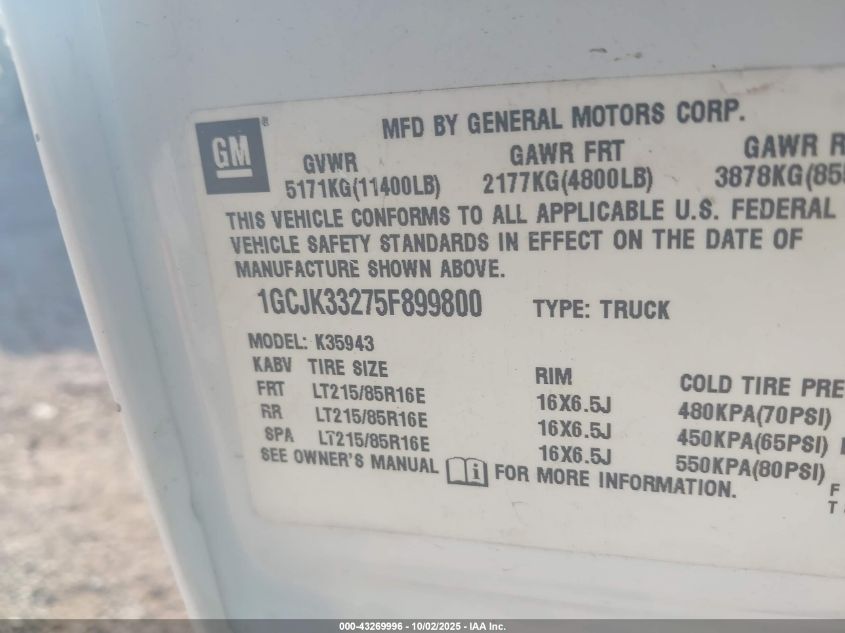 GM®
MFD BY GENERAL MOTORS CORP.
GVWR GAWR FRT GAWR R
5171KG(11400LB) 2177KG(4800LB) 3878KG(85
THIS VEHICLE CONFORMS TO ALL APPLICABLE U.S. FEDERAL
VEHICLE SAFETY STANDARDS IN EFFECT ON THE DATE OF
MANUFACTURE SHOWN ABOVE.
1GCJK33275F899800 TYPE: TRUCK
MODEL: K35943
KABV TIRE SIZE RIM COLD TIRE PRE
FRT LT215/85R16E 16X6.5J 480KPA(70PSI)
RR LT215/85R16E 16X6.5J 450KPA(65PSI)
SPA LT215/85R16E 16X6.5J 550KPA(80PSI)
SEE OWNER'S MANUAL i FOR MORE INFORMATION.
F
T
000-43269996 - 10/02/2025 - IAA Inc.